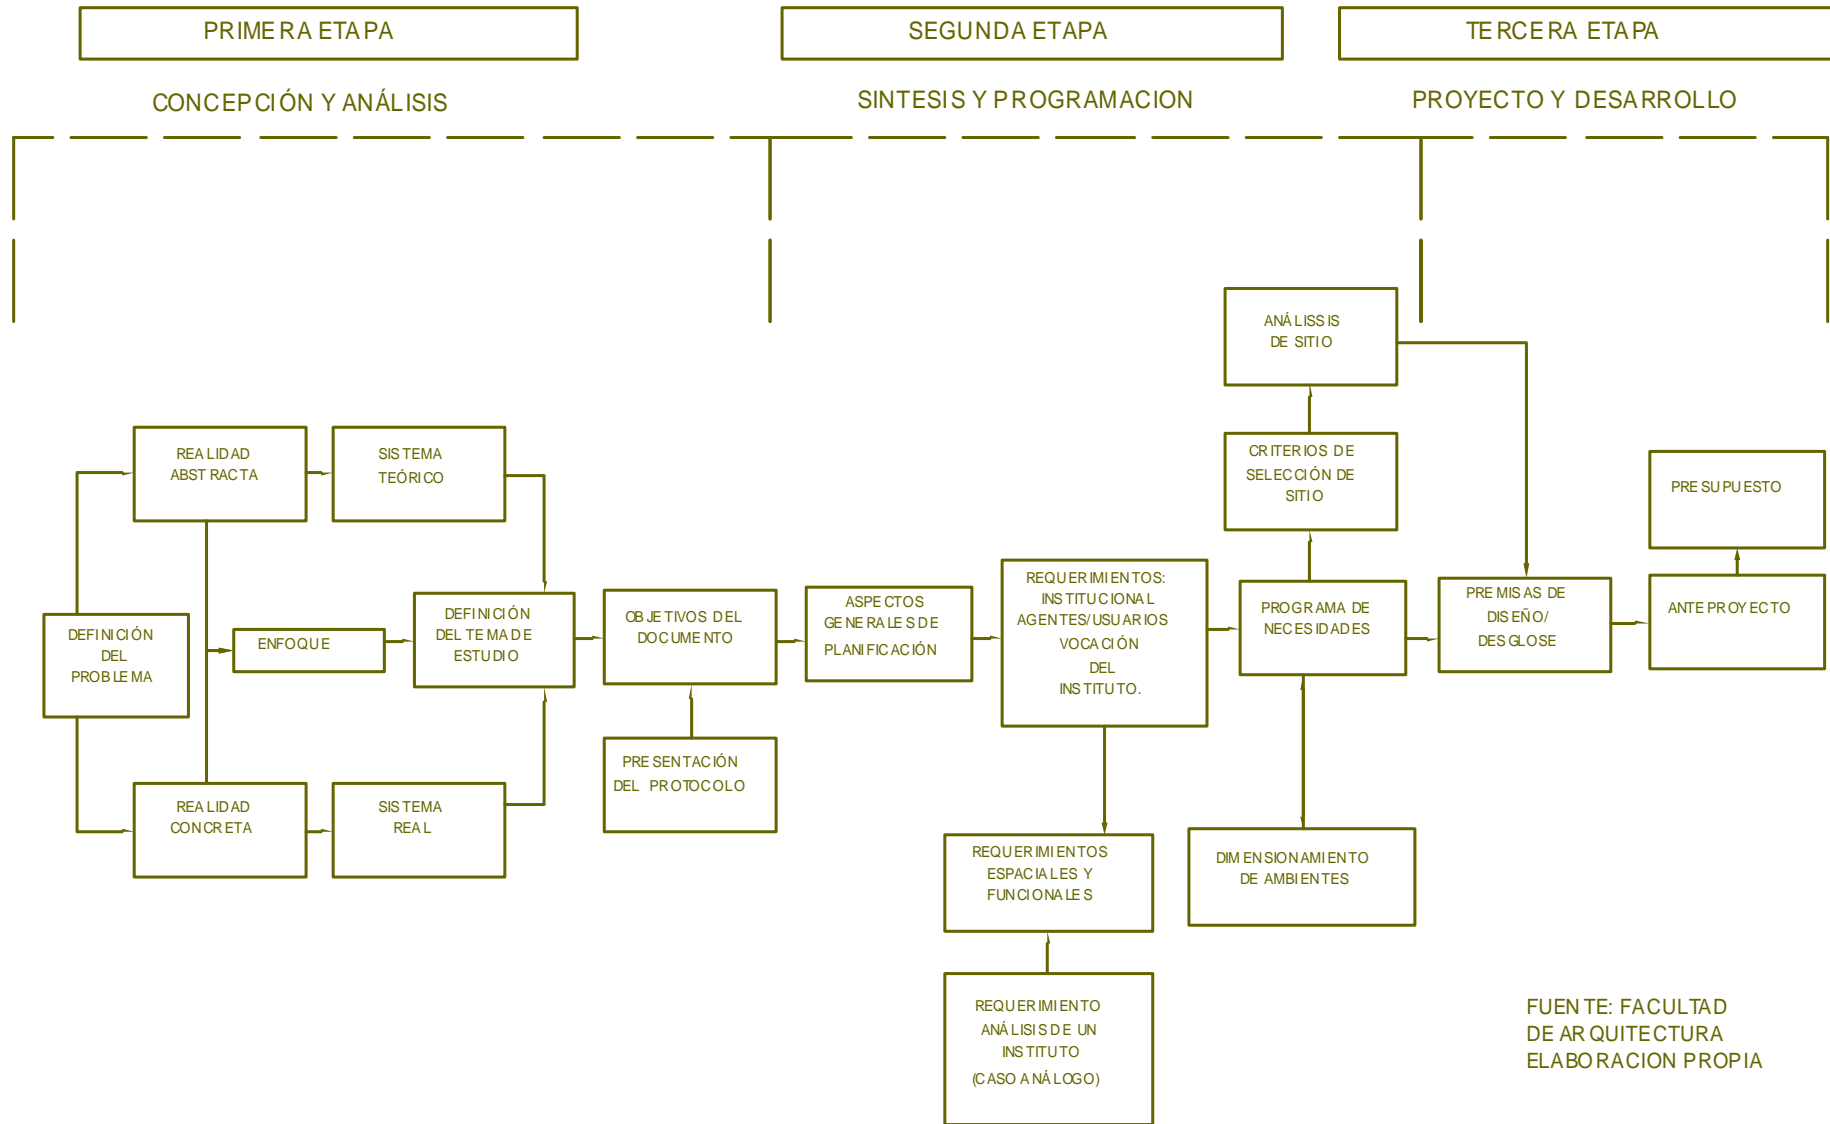 PRIMERA ETAPA
SEGUNDA ETAPA
TERCERA ETAPA
CONCEPCIÓN Y ANÁLISIS
SINTESIS Y PROGRAMACION
PROYECTO Y DESARROLLO
DEFINICIÓN
DEL
PROBLEMA
REALIDAD
ABSTRACTA
SISTEMA
TEÓRICO
ENFOQUE
REALIDAD
CONCRETA
SISTEMA
REAL
DEFINICIÓN
DEL TEMA DE
ESTUDIO
OBJETIVOS DEL
DOCUMENTO
PRESENTACIÓN
DEL PROTOCOLO
ASPECTOS
GENERALES DE
PLANIFICACIÓN
REQUERIMIENTOS:
INSTITUCIONAL
AGENTES/USUARIOS
VOCACIÓN
DEL
INSTITUTO.
REQUERIMIENTOS
ESPACIALES Y
FUNCIONALES
REQUERIMIENTO
ANÁLISIS DE UN
INSTITUTO
(CASO ANÁLOGO)
ANÁLISSIS
DE SITIO
CRITERIOS DE
SELECCIÓN DE
SITIO
PROGRAMA DE
NECESIDADES
DIMENSIONAMIENTO
DE AMBIENTES
PREMISAS DE
DISEÑO/
DESGLOSE
PRESUPUESTO
ANTEPROYECTO
FUENTE: FACULTAD
DE ARQUITECTURA
ELABORACION PROPIA